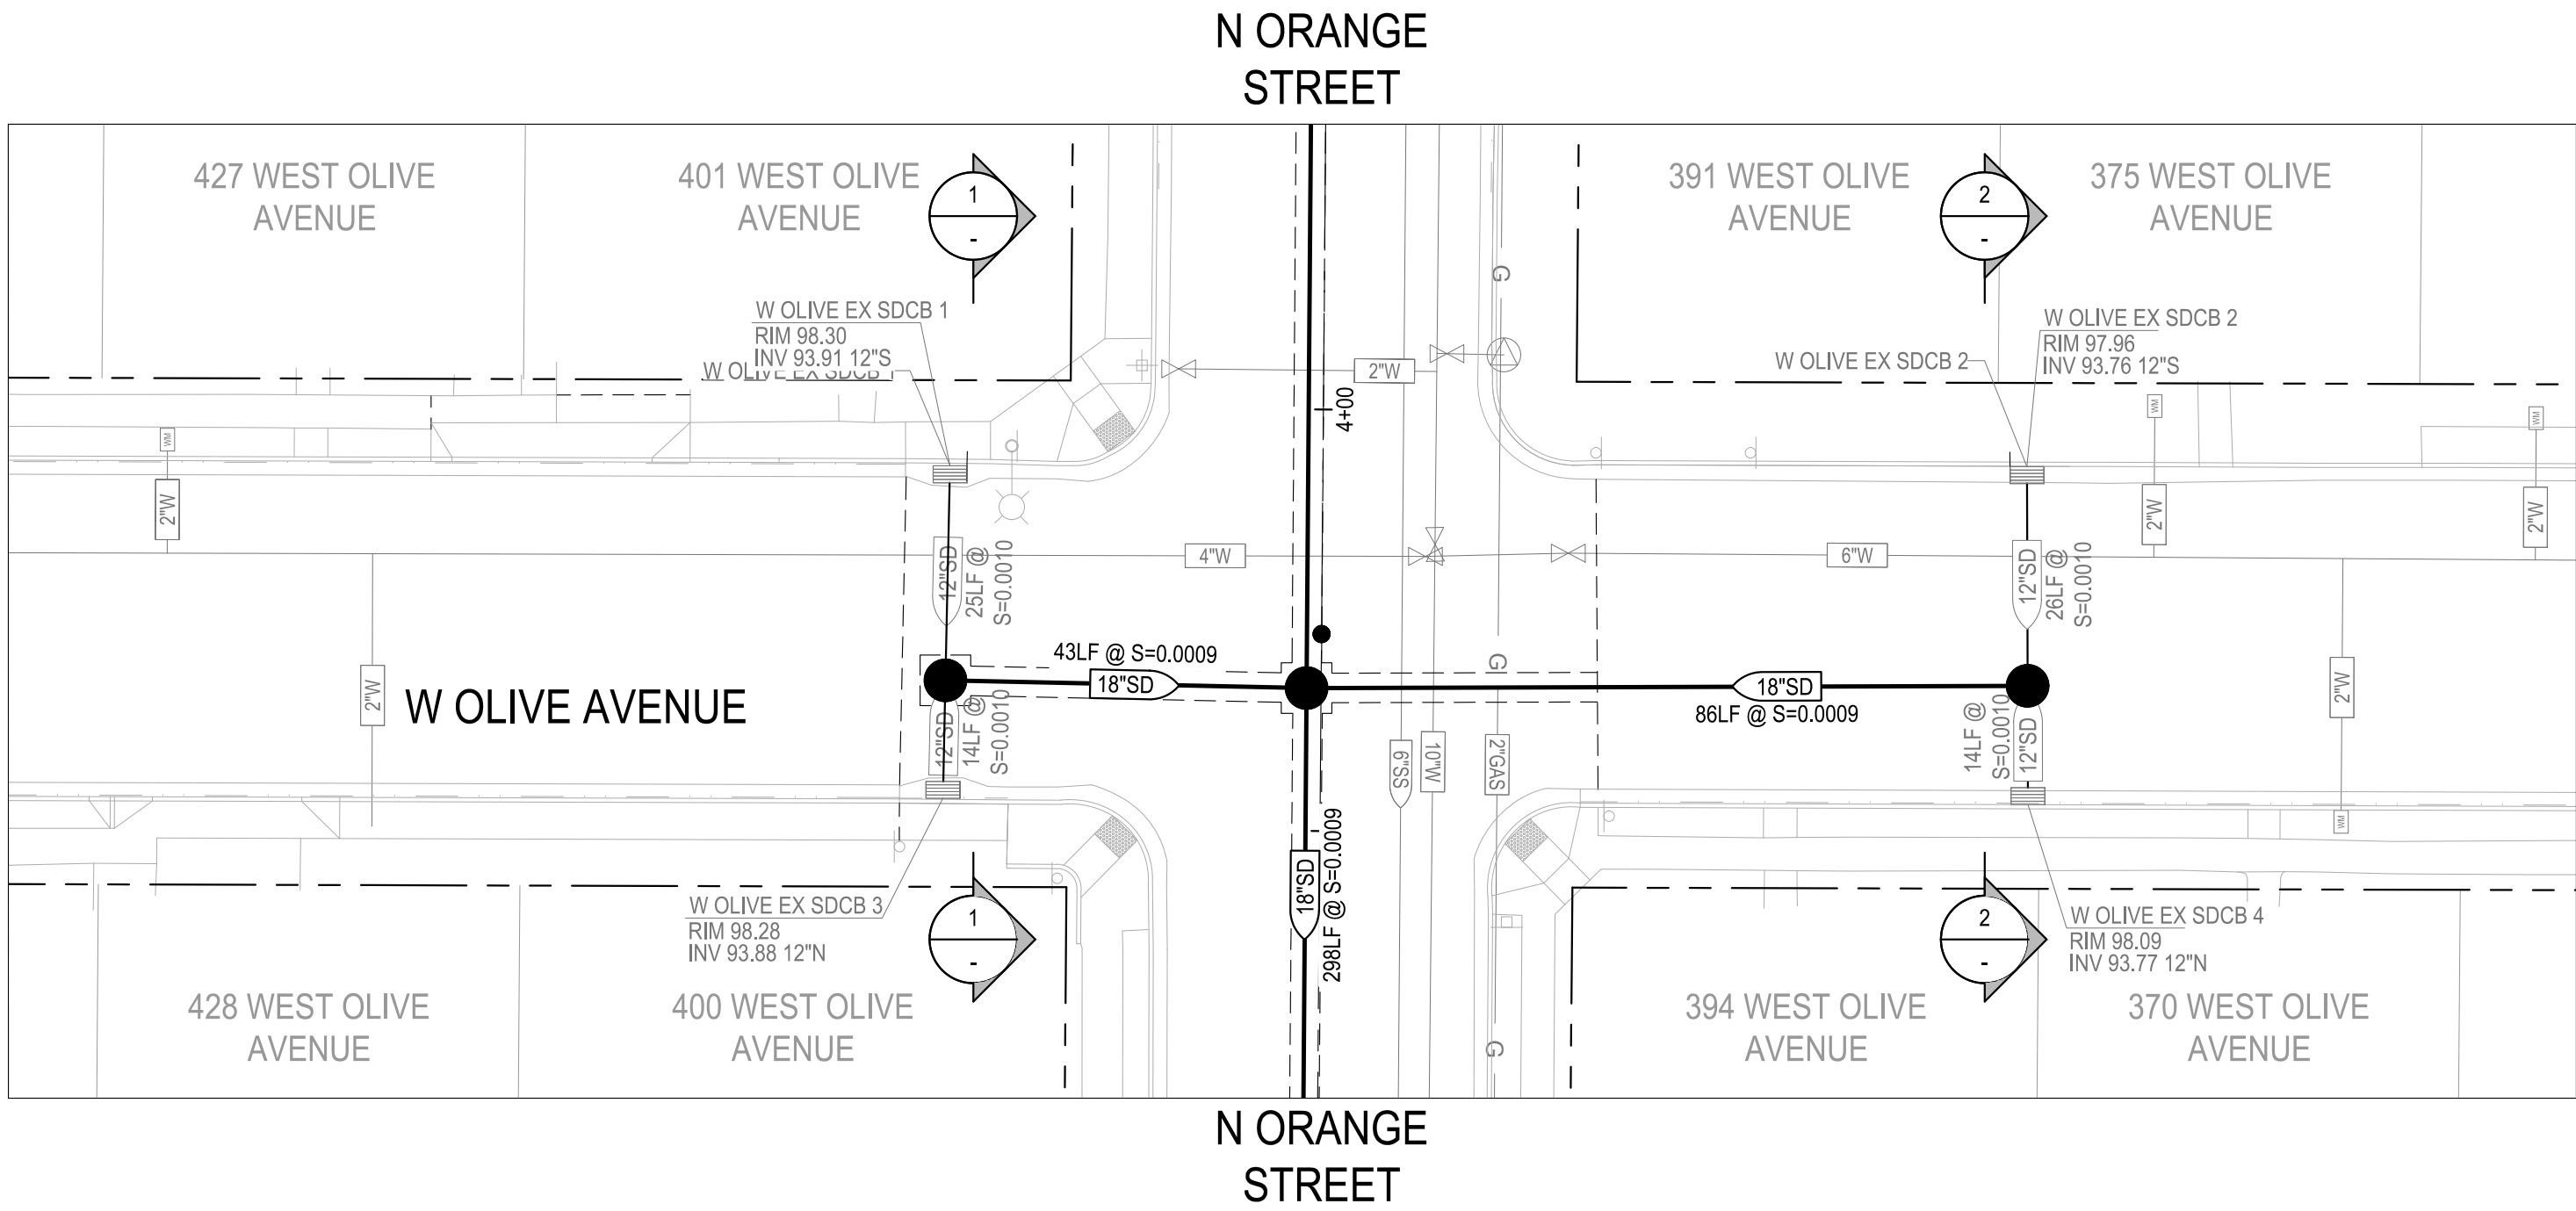 N ORANGE
STREET
427 WEST OLIVE
AVENUE
401 WEST OLIVE
AVENUE
1
-
391 WEST OLIVE
AVENUE
2
-
375 WEST OLIVE
AVENUE
W OLIVE EX SDCB 1
RIM 98.30
INV 93.91 12"S
W OLIVE EX SDCB 1
G
W OLIVE EX SDCB 2
RIM 97.96
INV 93.76 12"S
W OLIVE EX SDCB 2
2"W
4+00
WM
WM
WM
2"W
2"W
2"W
12"SD
25LF @
S=0.0010
4"W
6"W
12"SD
26LF @
S=0.0010
43LF @ S=0.0009
18"SD
G
18"SD
86LF @ S=0.0009
2"W
W OLIVE AVENUE
12"SD
14LF @
S=0.0010
6"SS
10"W
2"GAS
14LF @
S=0.0010
12"SD
2"W
WM
18"SD
298LF @ S=0.0009
W OLIVE EX SDCB 3
RIM 98.28
INV 93.88 12"N
1
-
2
-
W OLIVE EX SDCB 4
RIM 98.09
INV 93.77 12"N
428 WEST OLIVE
AVENUE
400 WEST OLIVE
AVENUE
G
394 WEST OLIVE
AVENUE
370 WEST OLIVE
AVENUE
N ORANGE
STREET